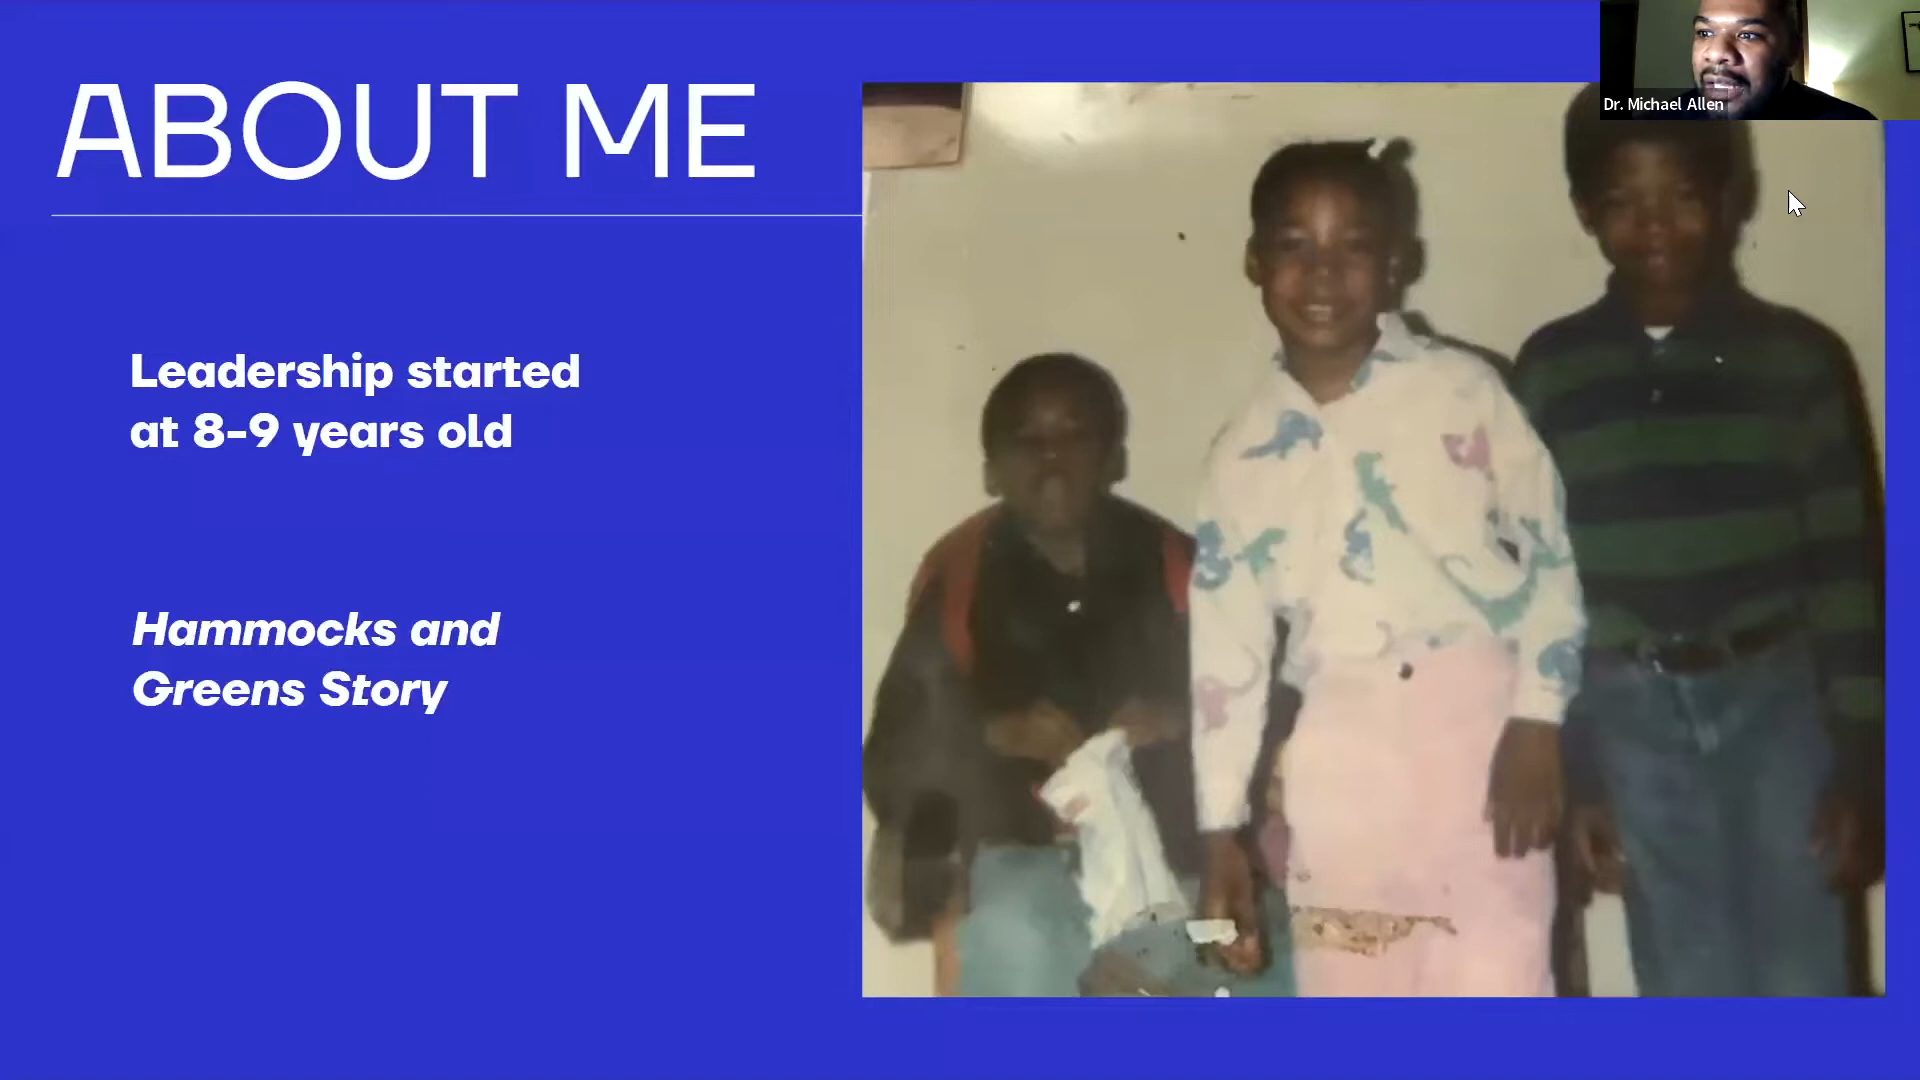 ABOUT ME
Dr. Michael Allen
Leadership started
at 8-9 years old
Hammocks and
Greens Story